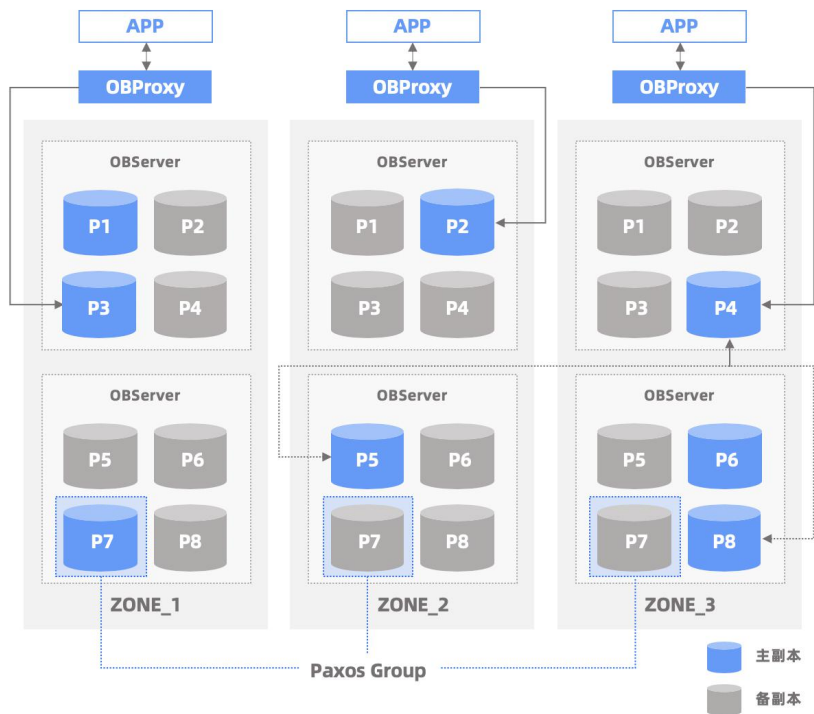 APP APP APP
OBProxy OBProxy OBProxy
OBServer OBServer OBServer
P1 P2 P1 P2 P1 P2
P3 P4 P3 P4 P3 P4
OBServer OBServer OBServer
P5 P6 P5 P6 P5 P6
P7 P8 P7 P8 P7 P8
ZONE_1 ZONE_2 ZONE_3
Paxos Group
主副本
备副本